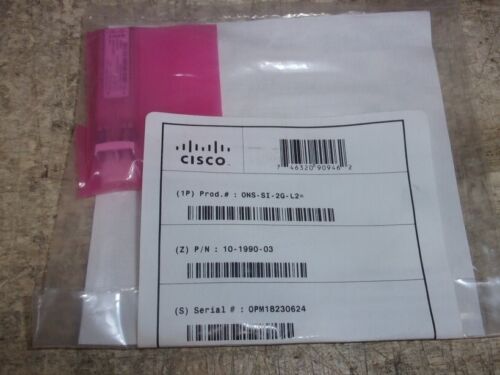 CISCO
7 46320 90946 2
(1P) Prod.# : ONS-SI-2G-L2=
(Z) P/N : 10-1990-03
(S) Serial # : OPM18230624